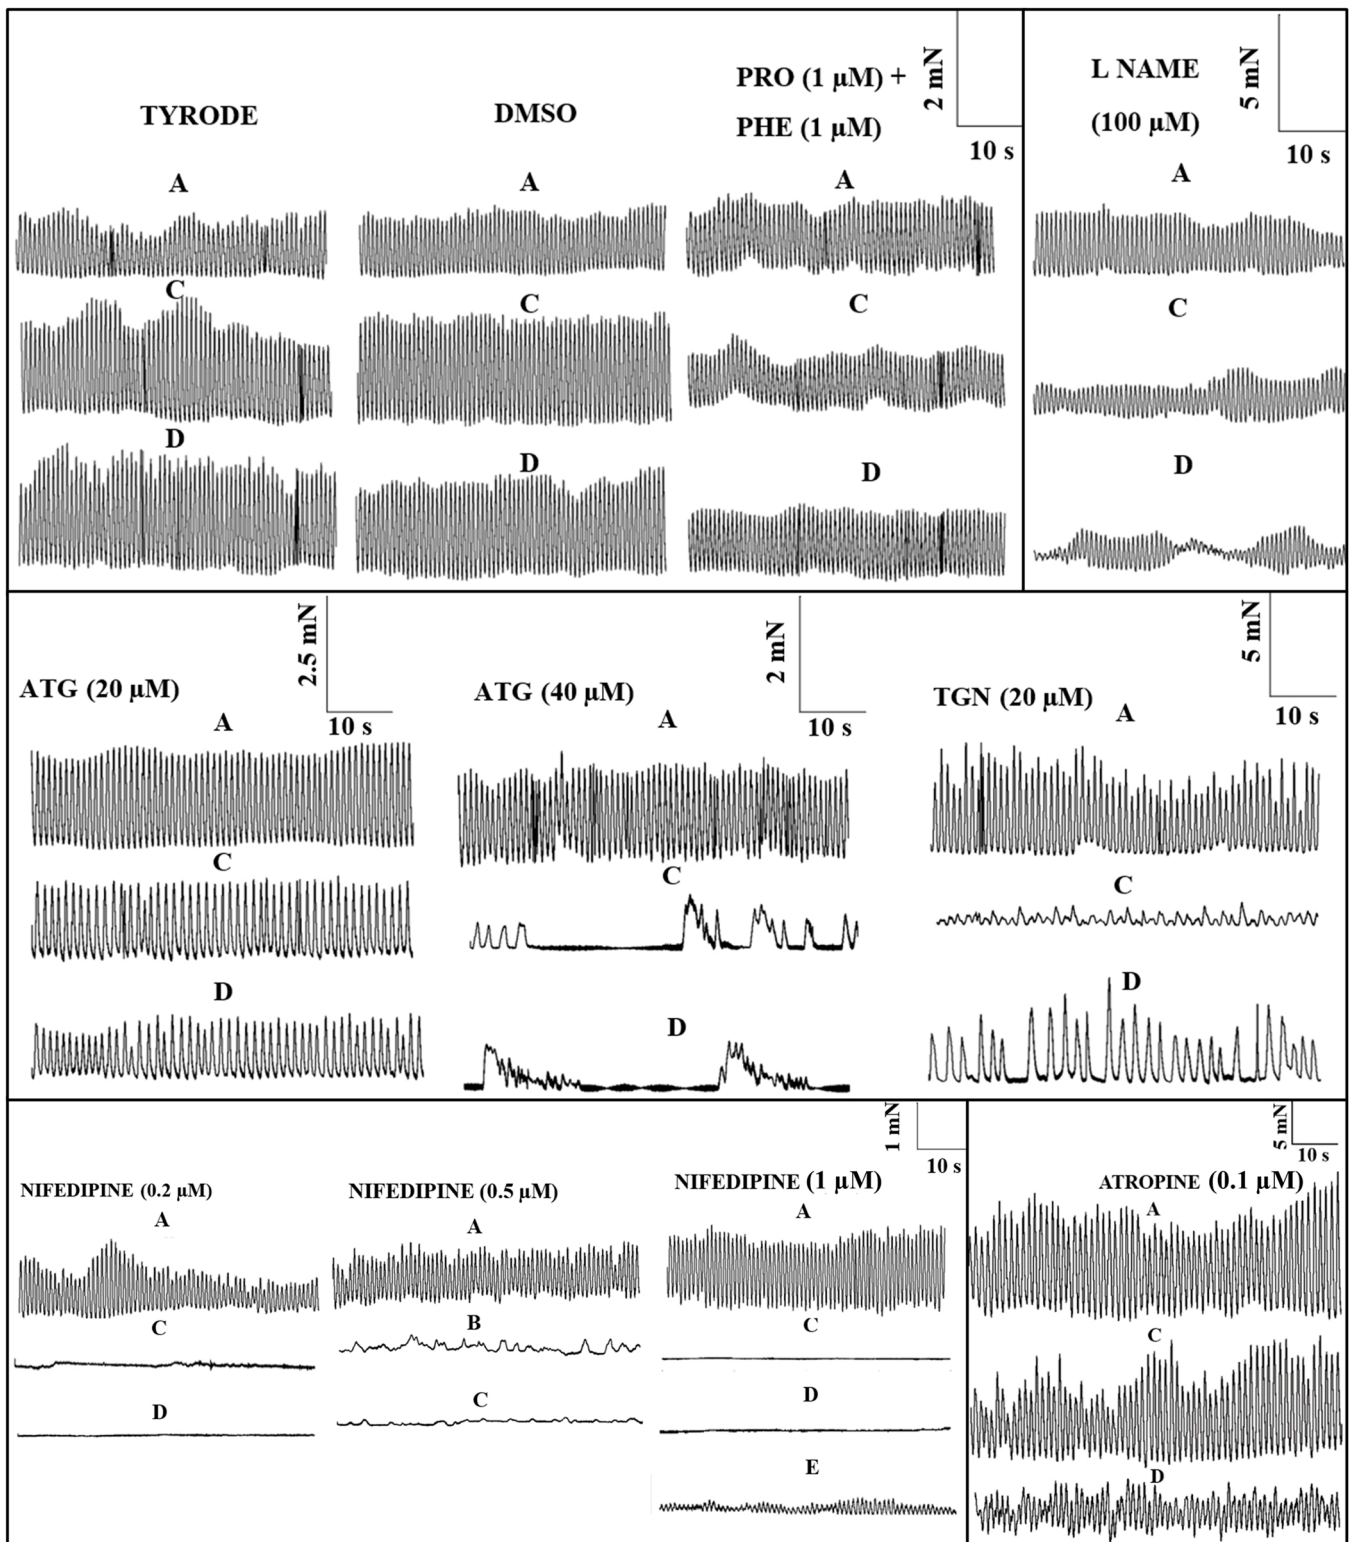 TYRODE
DMSO
PRO (1 µM) +
PHE (1 µM)
2 mN
10 s
L NAME
(100 µM)
5 mN
10 s
A
A
A
A
C
C
C
C
D
D
D
D
ATG (20 µM)
2.5 mN
10 s
ATG (40 µM)
2 mN
10 s
TGN (20 µM)
5 mN
10 s
A
A
A
C
C
C
D
D
D
1 mN
10 s
5 mN
10 s
NIFEDIPINE (0.2 µM)
NIFEDIPINE (0.5 µM)
NIFEDIPINE (1 µM)
ATROPINE (0.1 µM)
A
A
A
A
C
B
C
C
D
C
D
D
E